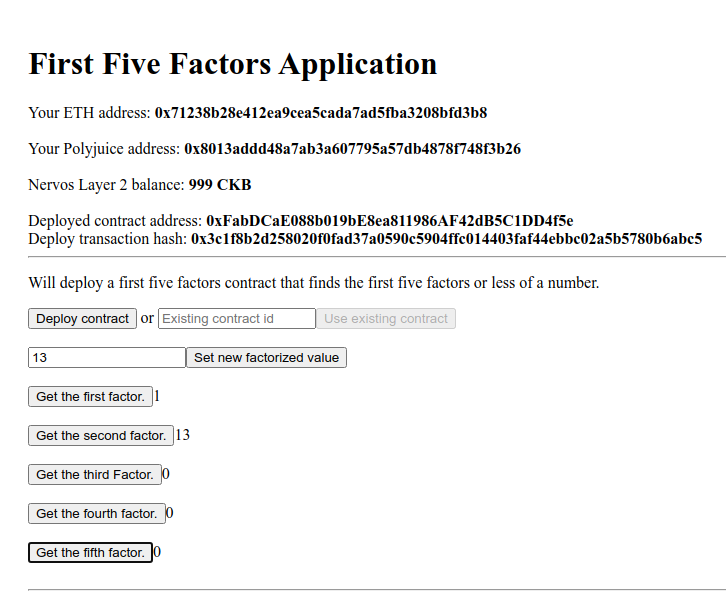 First Five Factors Application
Your ETH address: 0x71238b28e412ea9cea5cada7ad5fba3208bfd3b8
Your Polyjuice address: 0x8013addd48a7ab3a607795a57db4878f748f3b26
Nervos Layer 2 balance: 999 CKB
Deployed contract address: 0xFabDCaE088b019bE8ea811986AF42dB5C1DD4f5e
Deploy transaction hash: 0x3c1f8b2d258020f0fad37a0590c5904ffc014403faf44ebbc02a5b5780b6abc5
Will deploy a first five factors contract that finds the first five factors or less of a number.
Deploy contract or Existing contract id Use existing contract
13 Set new factorized value
Get the first factor. 1
Get the second factor. 13
Get the third Factor. 0
Get the fourth factor. 0
Get the fifth factor. 0